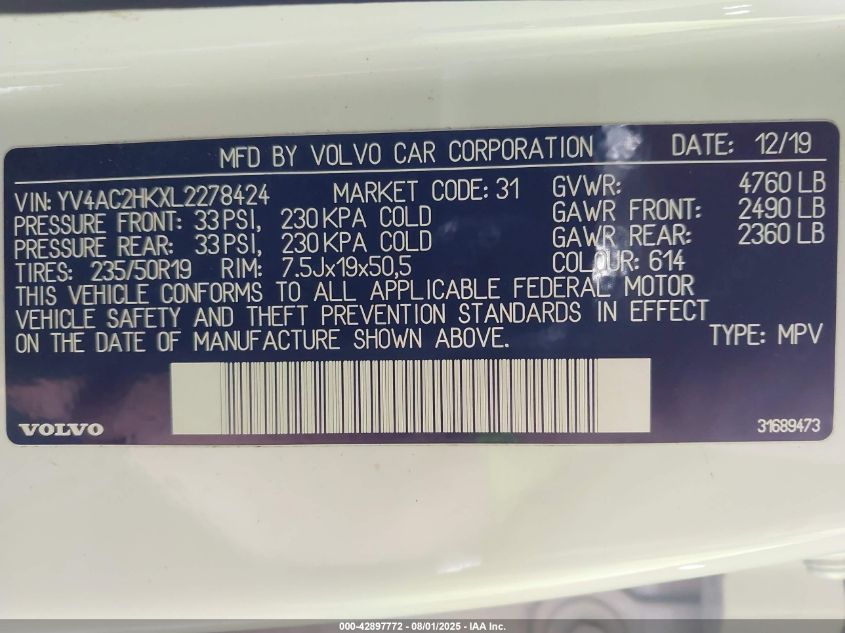 MFD BY VOLVO CAR CORPORATION DATE: 12/19
VIN: YV4AC2HKXL2278424 MARKET CODE: 31 GVWR: 4760 LB
PRESSURE FRONT: 33 PSI, 230 KPA COLD GAWR FRONT: 2490 LB
PRESSURE REAR: 33 PSI, 230 KPA COLD GAWR REAR: 2360 LB
TIRES: 235/50R19 RIM: 7.5Jx19x50,5 COLOUR: 614
THIS VEHICLE CONFORMS TO ALL APPLICABLE FEDERAL MOTOR
VEHICLE SAFETY AND THEFT PREVENTION STANDARDS IN EFFECT
ON THE DATE OF MANUFACTURE SHOWN ABOVE. TYPE: MPV
VOLVO 31689473
000-42897772 - 08/01/2025 - IAA Inc.